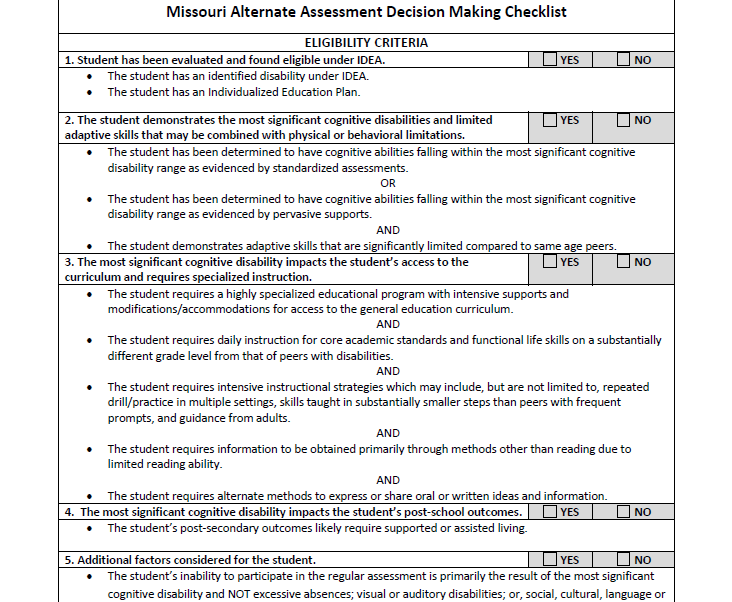 Missouri Alternate Assessment Decision Making Checklist
ELIGIBILITY CRITERIA
1. Student has been evaluated and found eligible under IDEA. YES NO
• The student has an identified disability under IDEA.
• The student has an Individualized Education Plan.
2. The student demonstrates the most significant cognitive disabilities and limited YES NO
adaptive skills that may be combined with physical or behavioral limitations.
• The student has been determined to have cognitive abilities falling within the most significant cognitive
disability range as evidenced by standardized assessments.
OR
• The student has been determined to have cognitive abilities falling within the most significant cognitive
disability range as evidenced by pervasive supports.
AND
• The student demonstrates adaptive skills that are significantly limited compared to same age peers.
3. The most significant cognitive disability impacts the student's access to the YES NO
curriculum and requires specialized instruction.
• The student requires a highly specialized educational program with intensive supports and
modifications/accommodations for access to the general education curriculum.
AND
• The student requires daily instruction for core academic standards and functional life skills on a substantially
different grade level from that of peers with disabilities.
AND
• The student requires intensive instructional strategies which may include, but are not limited to, repeated
drill/practice in multiple settings, skills taught in substantially smaller steps than peers with frequent
prompts, and guidance from adults.
AND
• The student requires information to be obtained primarily through methods other than reading due to
limited reading ability.
AND
• The student requires alternate methods to express or share oral or written ideas and information.
4. The most significant cognitive disability impacts the student's post-school outcomes. YES NO
• The student's post-secondary outcomes likely require supported or assisted living.
5. Additional factors considered for the student. YES NO
• The student's inability to participate in the regular assessment is primarily the result of the most significant
cognitive disability and NOT excessive absences; visual or auditory disabilities; or, social, cultural, language or